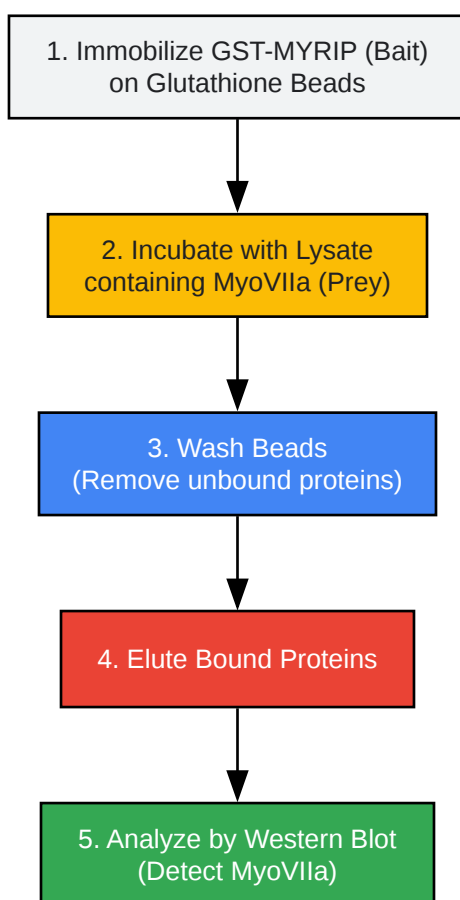 1. Immobilize GST-MYRIP (Bait)
on Glutathione Beads
2. Incubate with Lysate
containing MyoVIIa (Prey)
3. Wash Beads
(Remove unbound proteins)
4. Elute Bound Proteins
5. Analyze by Western Blot
(Detect MyoVIIa)